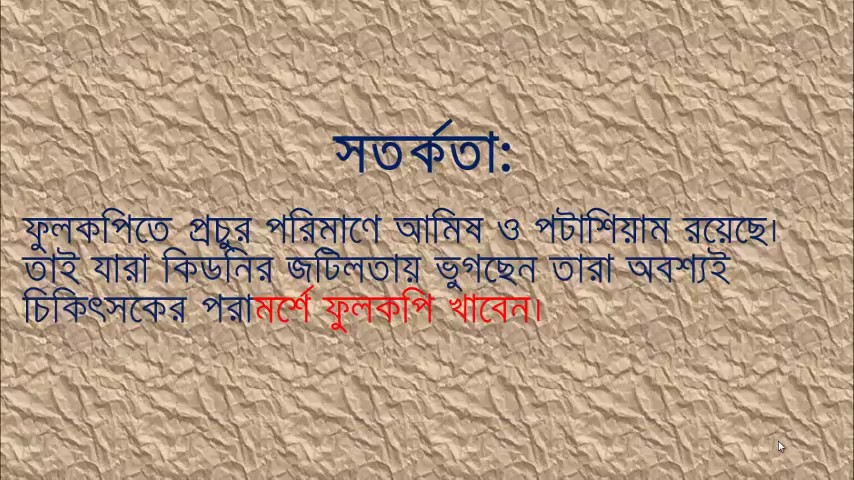 সতর্কতা:
ফুলকপিতে প্রচুর পরিমাণে আমিষ ও পটাশিয়াম রয়েছে।
তাই যারা কিডনির জটিলতায় ভুগছেন তারা অবশ্যই
চিকিৎসকের পরামর্শে ফুলকপি খাবেন।